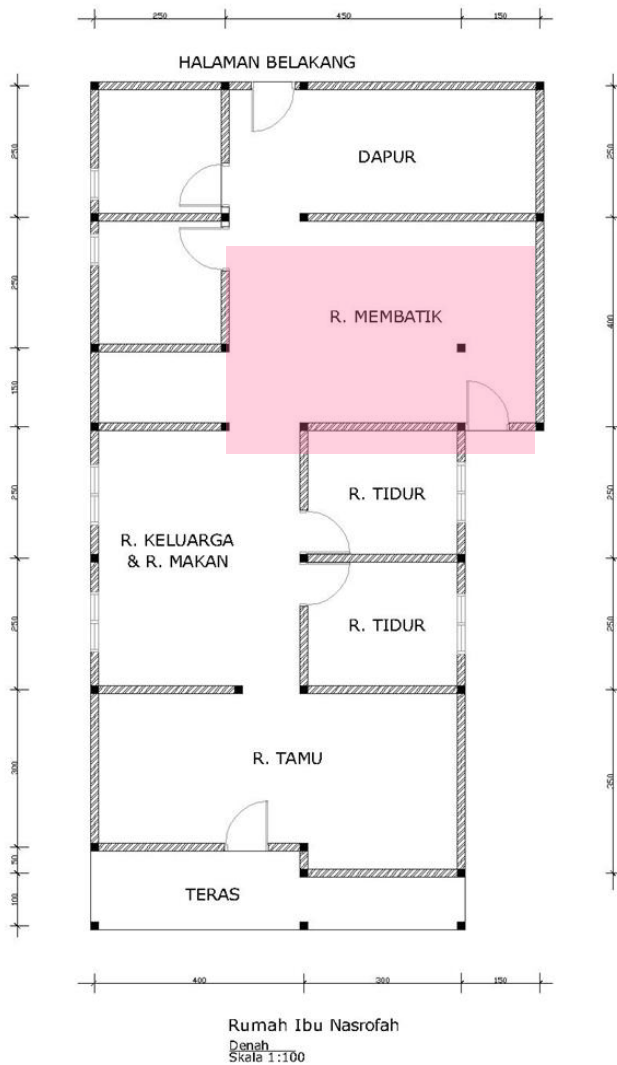 250 450 150
HALAMAN BELAKANG
DAPUR
250
R. MEMBATIK
250
400
150
R. TIDUR
250
250
R. KELUARGA
& R. MAKAN
R. TIDUR
250
250
R. TAMU
300
350
50
TERAS
100
400 300 150
Rumah Ibu Nasrofah
Denah
Skala 1:100